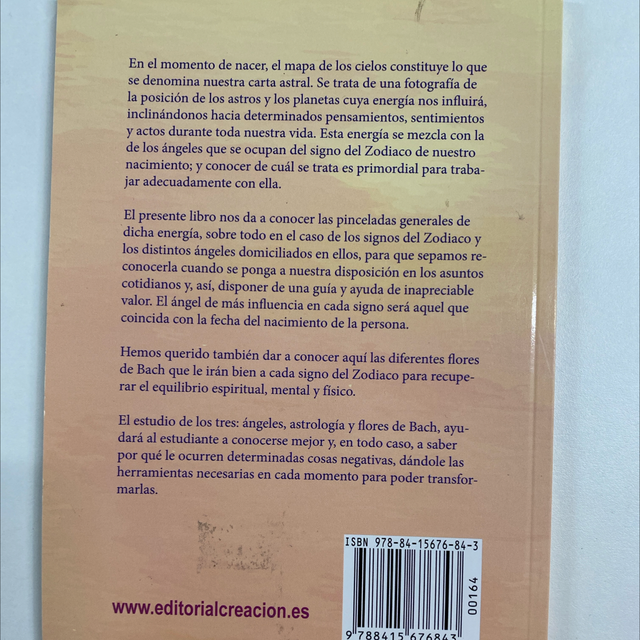 En el momento de nacer, el mapa de los cielos constituye lo que
se denomina nuestra carta astral. Se trata de una fotografía de
la posición de los astros y los planetas cuya energía nos influirá,
inclinándonos hacia determinados pensamientos, sentimientos
y actos durante toda nuestra vida. Esta energía se mezcla con la
de los ángeles que se ocupan del signo del Zodiaco de nuestro
nacimiento; y conocer de cuál se trata es primordial para traba-
jar adecuadamente con ella.
El presente libro nos da a conocer las pinceladas generales de
dicha energía, sobre todo en el caso de los signos del Zodiaco y
los distintos ángeles domiciliados en ellos, para que sepamos re-
conocerla cuando se ponga a nuestra disposición en los asuntos
cotidianos y, así, disponer de una guía y ayuda de inapreciable
valor. El ángel de más influencia en cada signo será aquel que
coincida con la fecha del nacimiento de la persona.
Hemos querido también dar a conocer aquí las diferentes flores
de Bach que le irán bien a cada signo del Zodiaco para recupe-
rar el equilibrio espiritual, mental y físico.
El estudio de los tres: ángeles, astrología y flores de Bach, ayu-
dará al estudiante a conocerse mejor y, en todo caso, a saber
por qué le ocurren determinadas cosas negativas, dándole las
herramientas necesarias en cada momento para poder transfor-
marlas.
ISBN 978-84-15676-84-3
00164
9 788415 676843
www.editorialcreacion.es